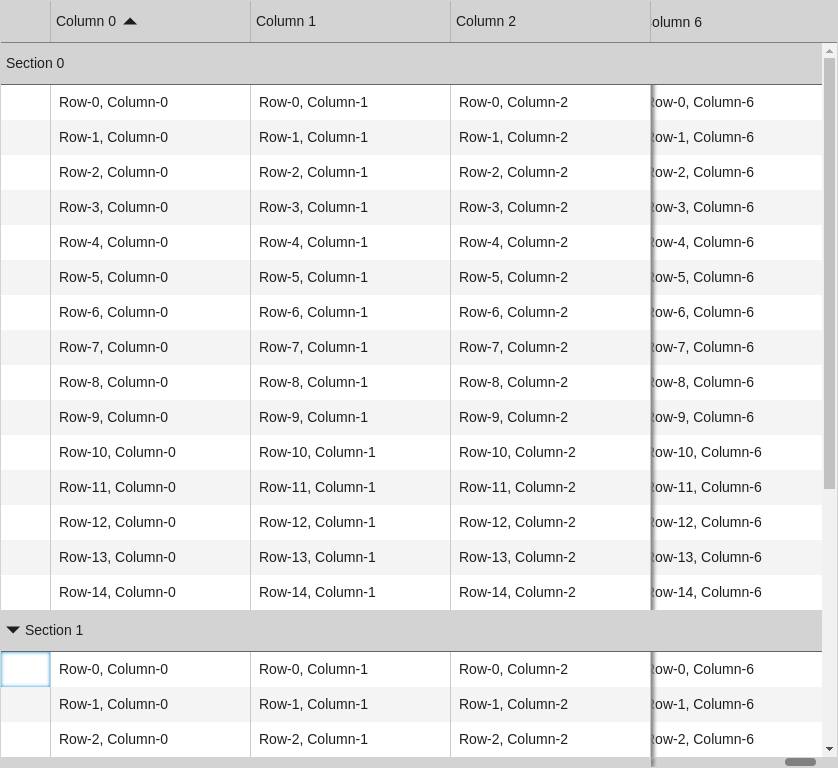 Column 0 Column 1 Column 2 olumn 6
Section 0
Row-0, Column-0 Row-0, Column-1 Row-0, Column-2 ow-0, Column-6
Row-1, Column-0 Row-1, Column-1 Row-1, Column-2 ow-1, Column-6
Row-2, Column-0 Row-2, Column-1 Row-2, Column-2 ow-2, Column-6
Row-3, Column-0 Row-3, Column-1 Row-3, Column-2 ow-3, Column-6
Row-4, Column-0 Row-4, Column-1 Row-4, Column-2 ow-4, Column-6
Row-5, Column-0 Row-5, Column-1 Row-5, Column-2 ow-5, Column-6
Row-6, Column-0 Row-6, Column-1 Row-6, Column-2 ow-6, Column-6
Row-7, Column-0 Row-7, Column-1 Row-7, Column-2 ow-7, Column-6
Row-8, Column-0 Row-8, Column-1 Row-8, Column-2 ow-8, Column-6
Row-9, Column-0 Row-9, Column-1 Row-9, Column-2 ow-9, Column-6
Row-10, Column-0 Row-10, Column-1 Row-10, Column-2 ow-10, Column-6
Row-11, Column-0 Row-11, Column-1 Row-11, Column-2 ow-11, Column-6
Row-12, Column-0 Row-12, Column-1 Row-12, Column-2 ow-12, Column-6
Row-13, Column-0 Row-13, Column-1 Row-13, Column-2 ow-13, Column-6
Row-14, Column-0 Row-14, Column-1 Row-14, Column-2 ow-14, Column-6
Section 1
Row-0, Column-0 Row-0, Column-1 Row-0, Column-2 ow-0, Column-6
Row-1, Column-0 Row-1, Column-1 Row-1, Column-2 ow-1, Column-6
Row-2, Column-0 Row-2, Column-1 Row-2, Column-2 ow-2, Column-6